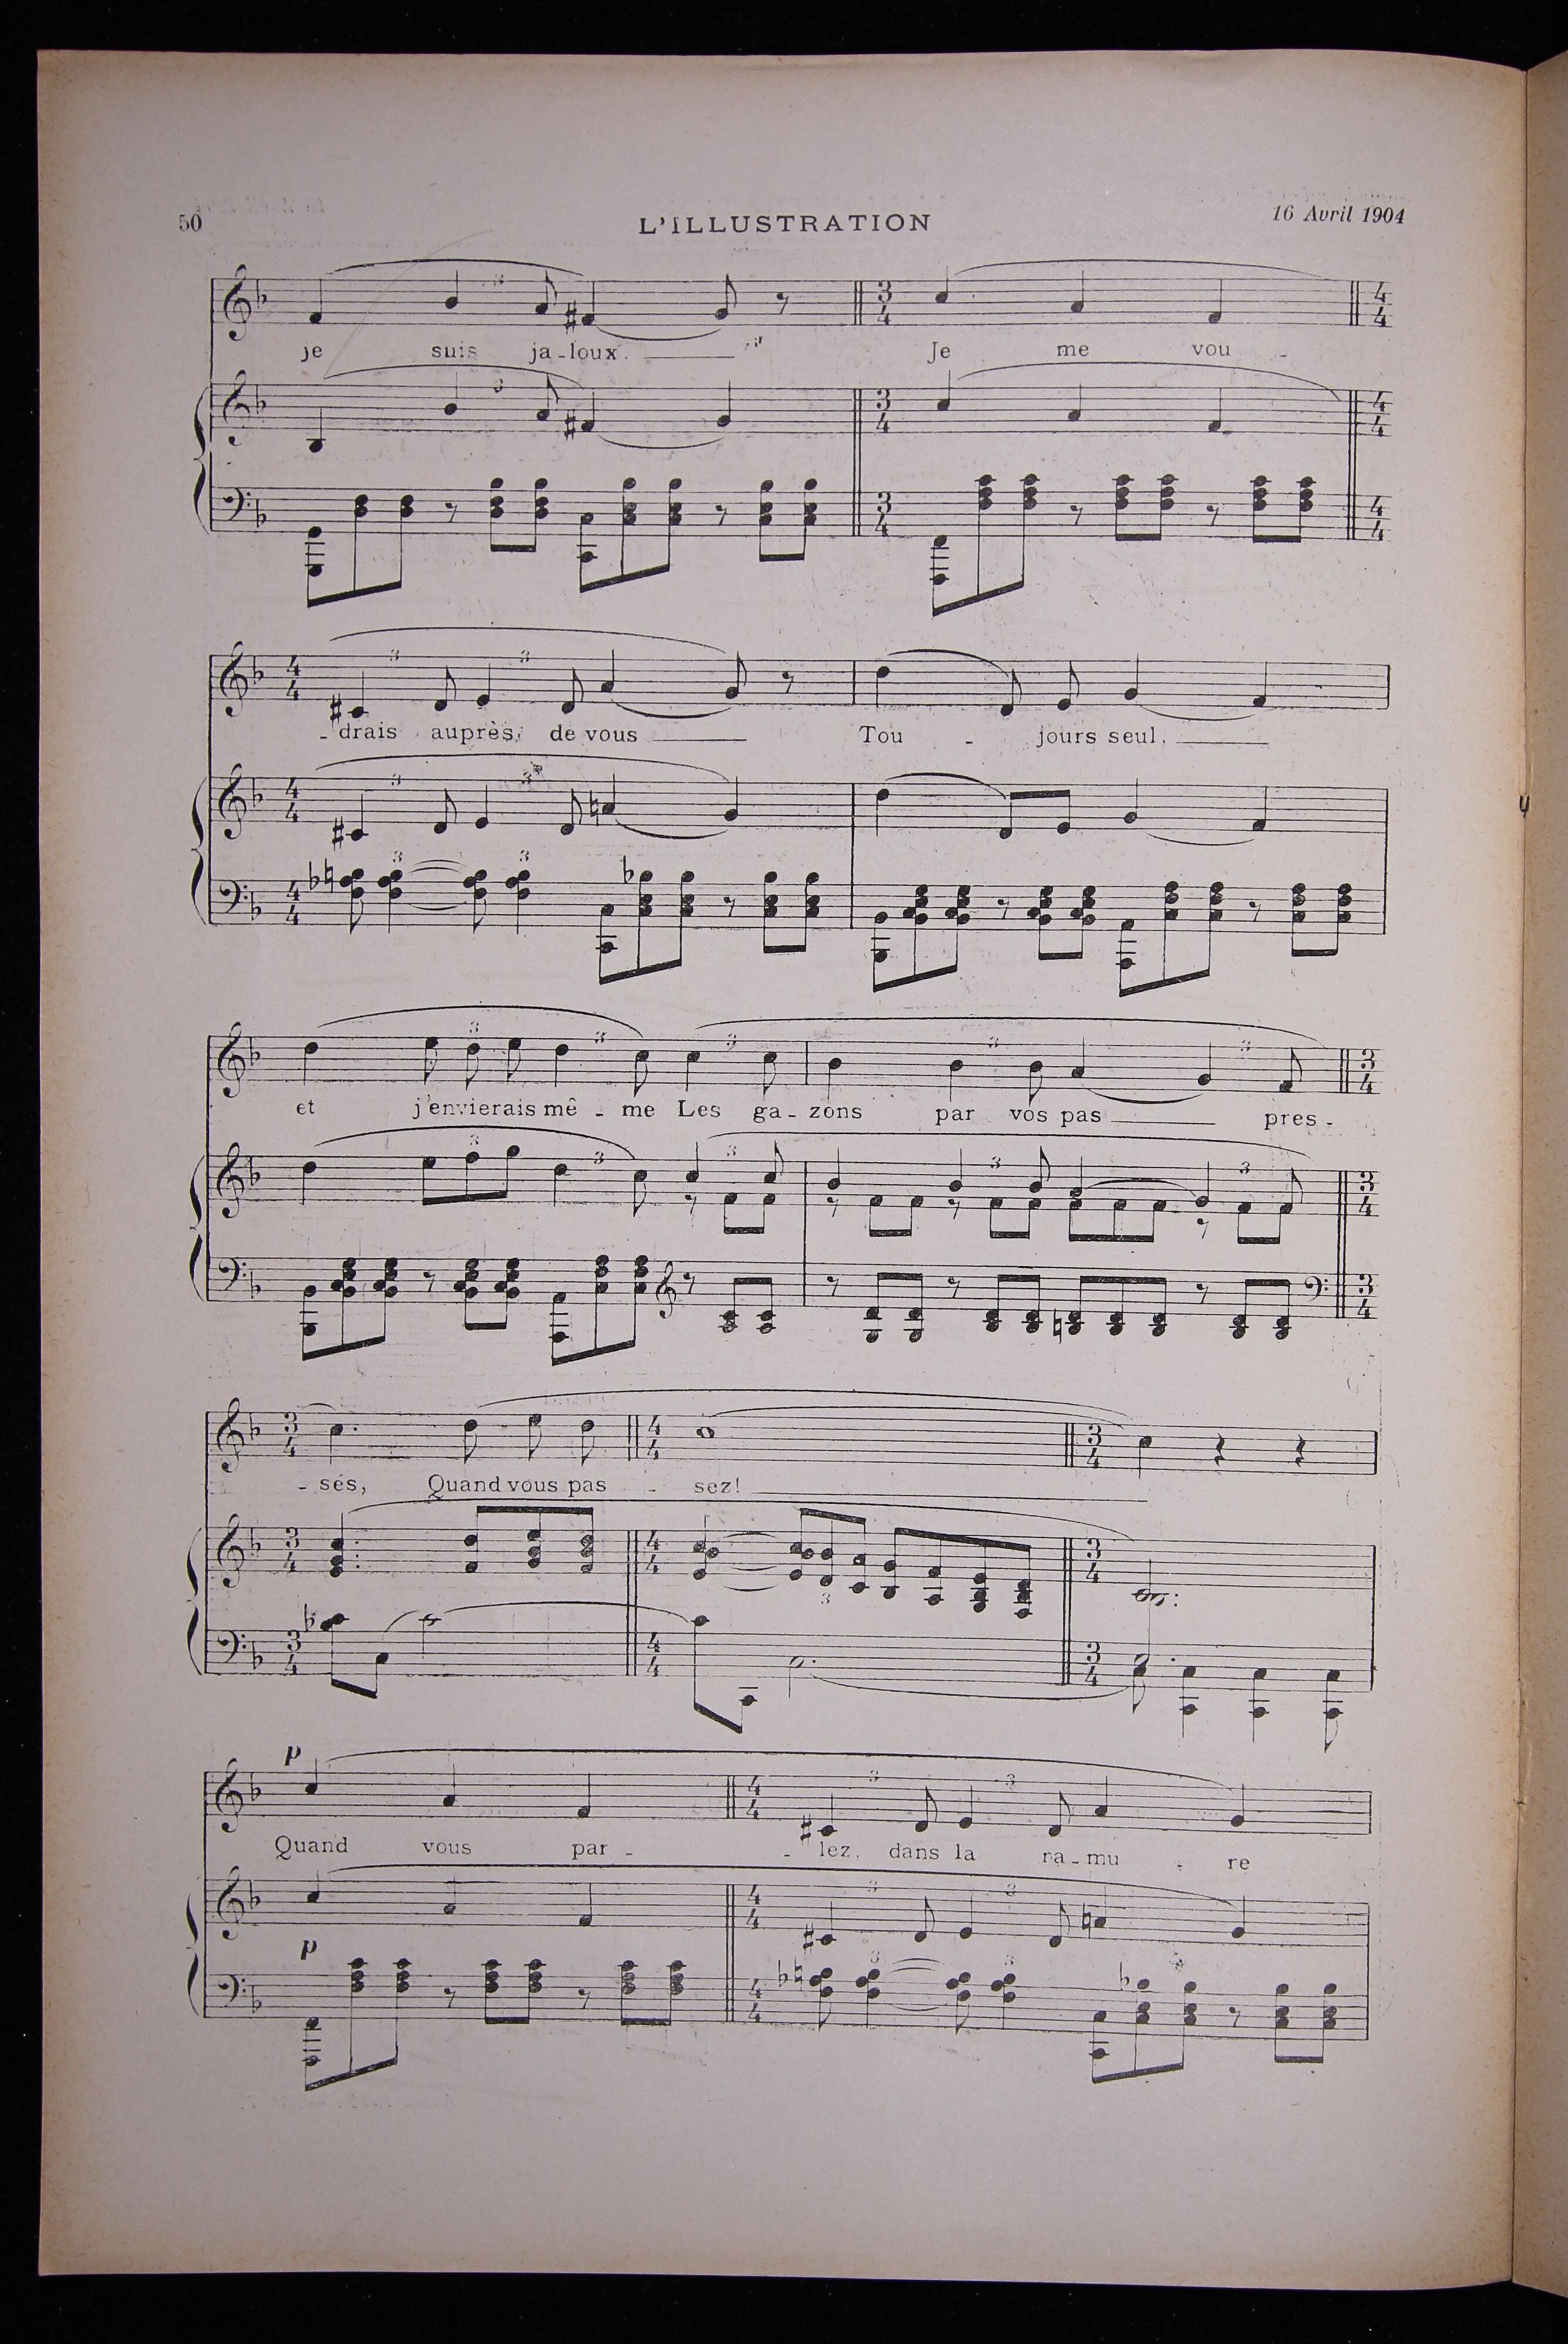 50
L'ILLUSTRATION
16 Avril 1904
je suis ja-loux. Je me vou -
- drais auprès, de vous Tou - jours seul,
et j'envierais mê - me Les ga - zons par vos pas pres -
- sés, Quand vous pas - sez!
p
Quand vous par - - lez, dans la ra - mu - re
p